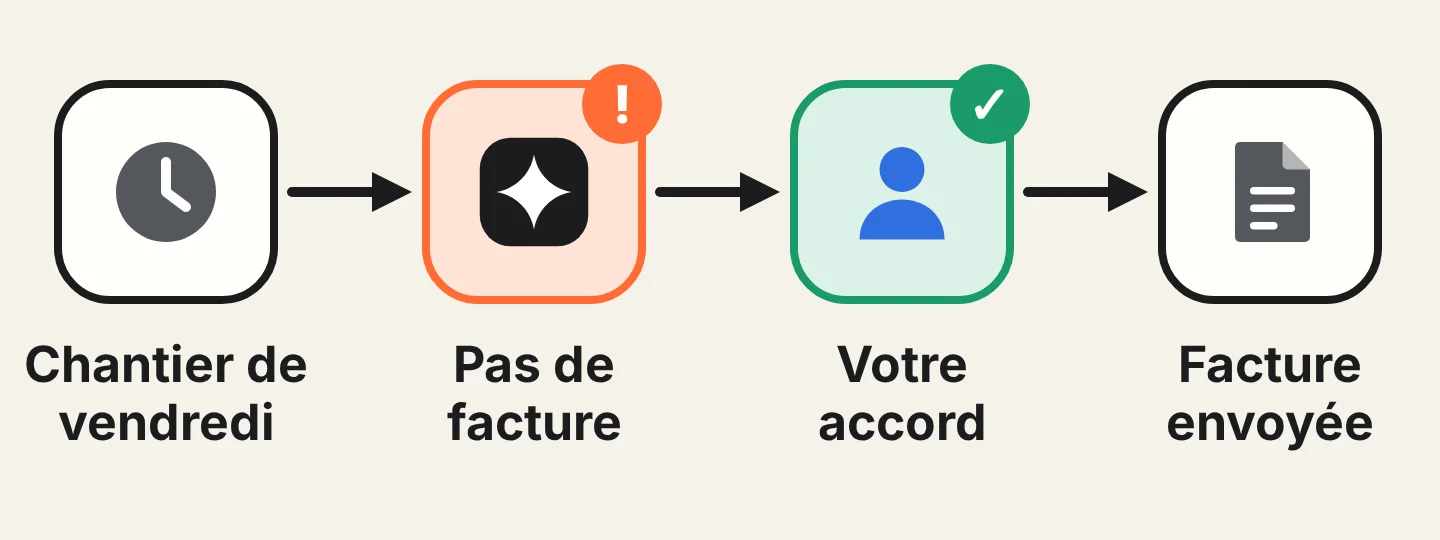 !
✓
Chantier de
vendredi
Pas de
facture
Votre
accord
Facture
envoyée